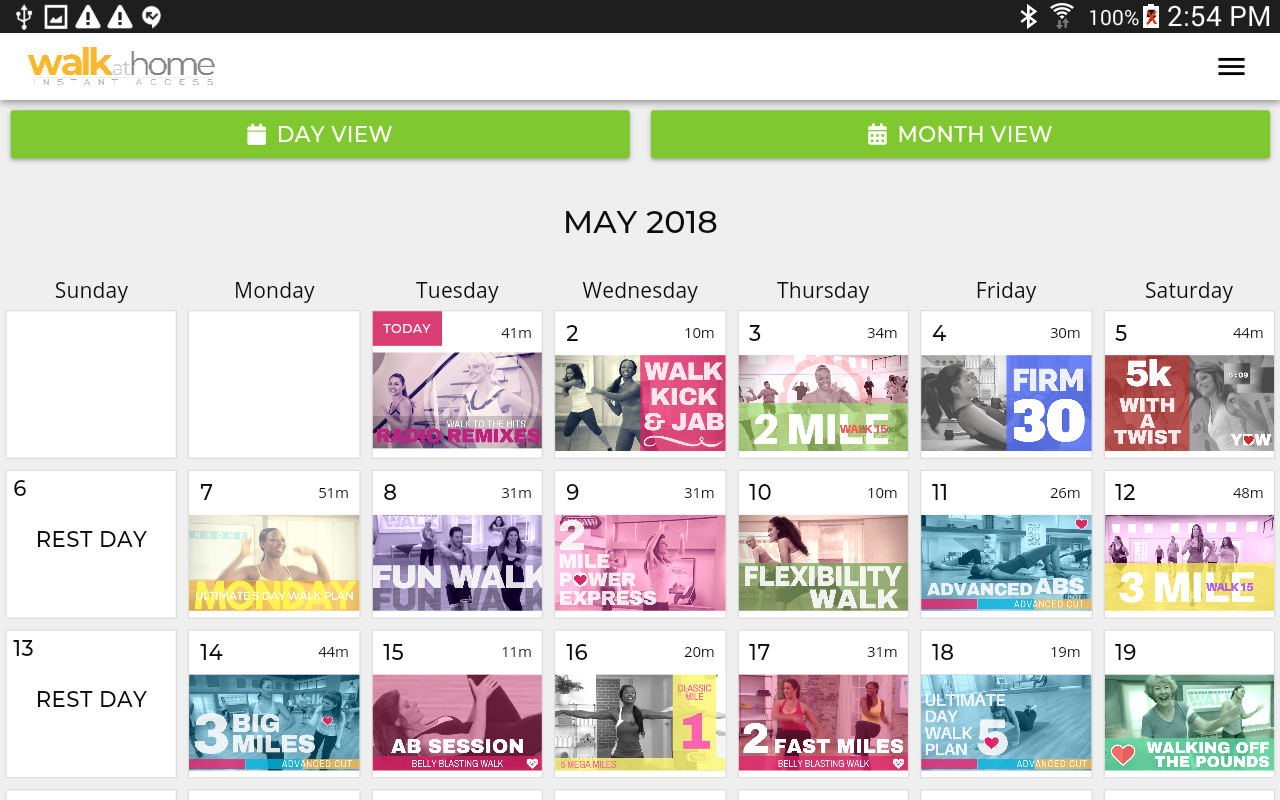 100% 2:54 PM
walkathome
INSTANT ACCESS
DAY VIEW
MONTH VIEW
MAY 2018
Sunday Monday Tuesday Wednesday Thursday Friday Saturday
TODAY 41m
WALK TO THE HITS
RADIO REMIXES
2 10m
WALK
KICK
& JAB
3 34m
2 MILE
WALK 15
4 30m
FIRM
30
5 44m
5k
WITH
A
TWIST
6:09
YOW
6
REST DAY
7 51m
MONDAY
ULTIMATE 5 DAY WALK PLAN
8 31m
FUN WALK
FUN WALK
9 31m
2
MILE
POWER
EXPRESS
10 10m
FLEXIBILITY
WALK
11 26m
ADVANCED ABS
ADVANCED CUT
12 48m
3 MILE
WALK 15
13
REST DAY
14 44m
3 BIG
MILES
ADVANCED CUT
15 11m
AB SESSION
BELLY BLASTING WALK
16 20m
CLASSIC
MILE
1
6 MEGA MILES
17 31m
2 FAST MILES
BELLY BLASTING WALK
18 19m
ULTIMATE
DAY
WALK
PLAN 5
ADVANCED CUT
19
WALKING OFF
THE POUNDS